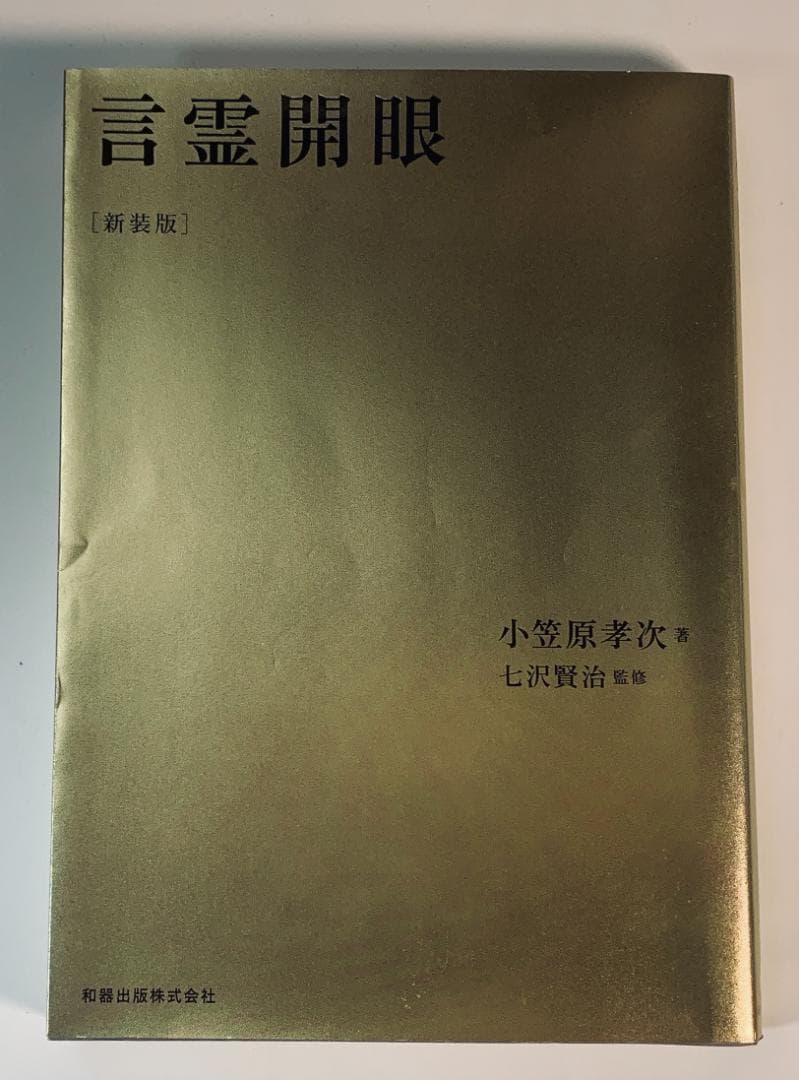 言霊開眼
[新装版]
小笠原孝次 著
七沢賢治 監修
和器出版株式会社